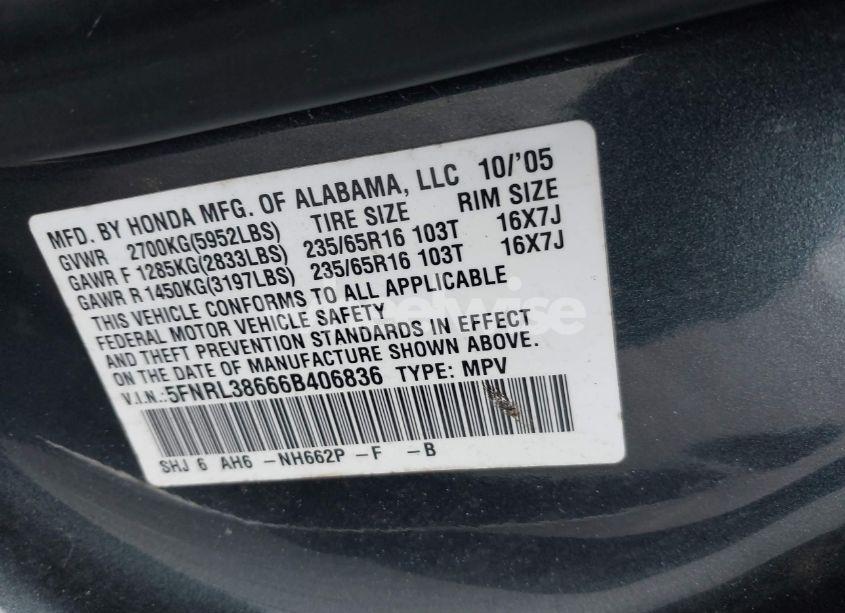 MFD. BY HONDA MFG. OF ALABAMA, LLC 10/'05
GVWR 2700KG(5952LBS) TIRE SIZE RIM SIZE
GAWR F 1285KG(2833LBS) 235/65R16 103T 16X7J
GAWR R 1450KG(3197LBS) 235/65R16 103T 16X7J
THIS VEHICLE CONFORMS TO ALL APPLICABLE
FEDERAL MOTOR VEHICLE SAFETY
AND THEFT PREVENTION STANDARDS IN EFFECT
ON THE DATE OF MANUFACTURE SHOWN ABOVE.
V.I.N.:5FNRL38666B406836 TYPE: MPV
SHJ 6 AH6 -NH662P -F -B